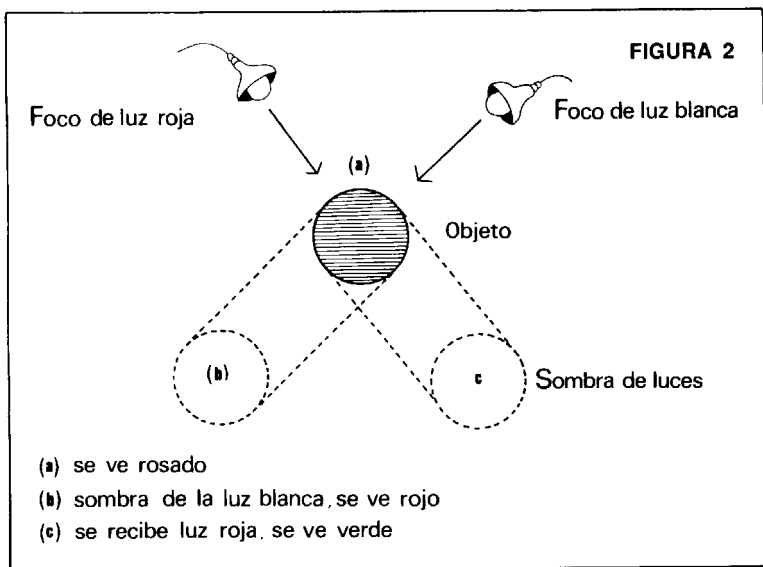 FIGURA 2
Foco de luz roja
Foco de luz blanca
(a)
Objeto
(b)
c
Sombra de luces
(a) se ve rosado
(b) sombra de la luz blanca, se ve rojo
(c) se recibe luz roja, se ve verde